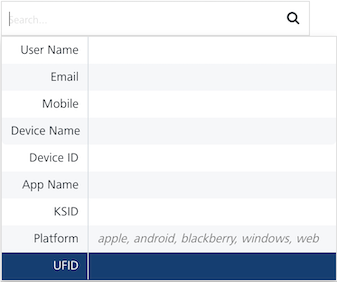 Search...
User Name
Email
Mobile
Device Name
Device ID
App Name
KSID
Platform apple, android, blackberry, windows, web
UFID